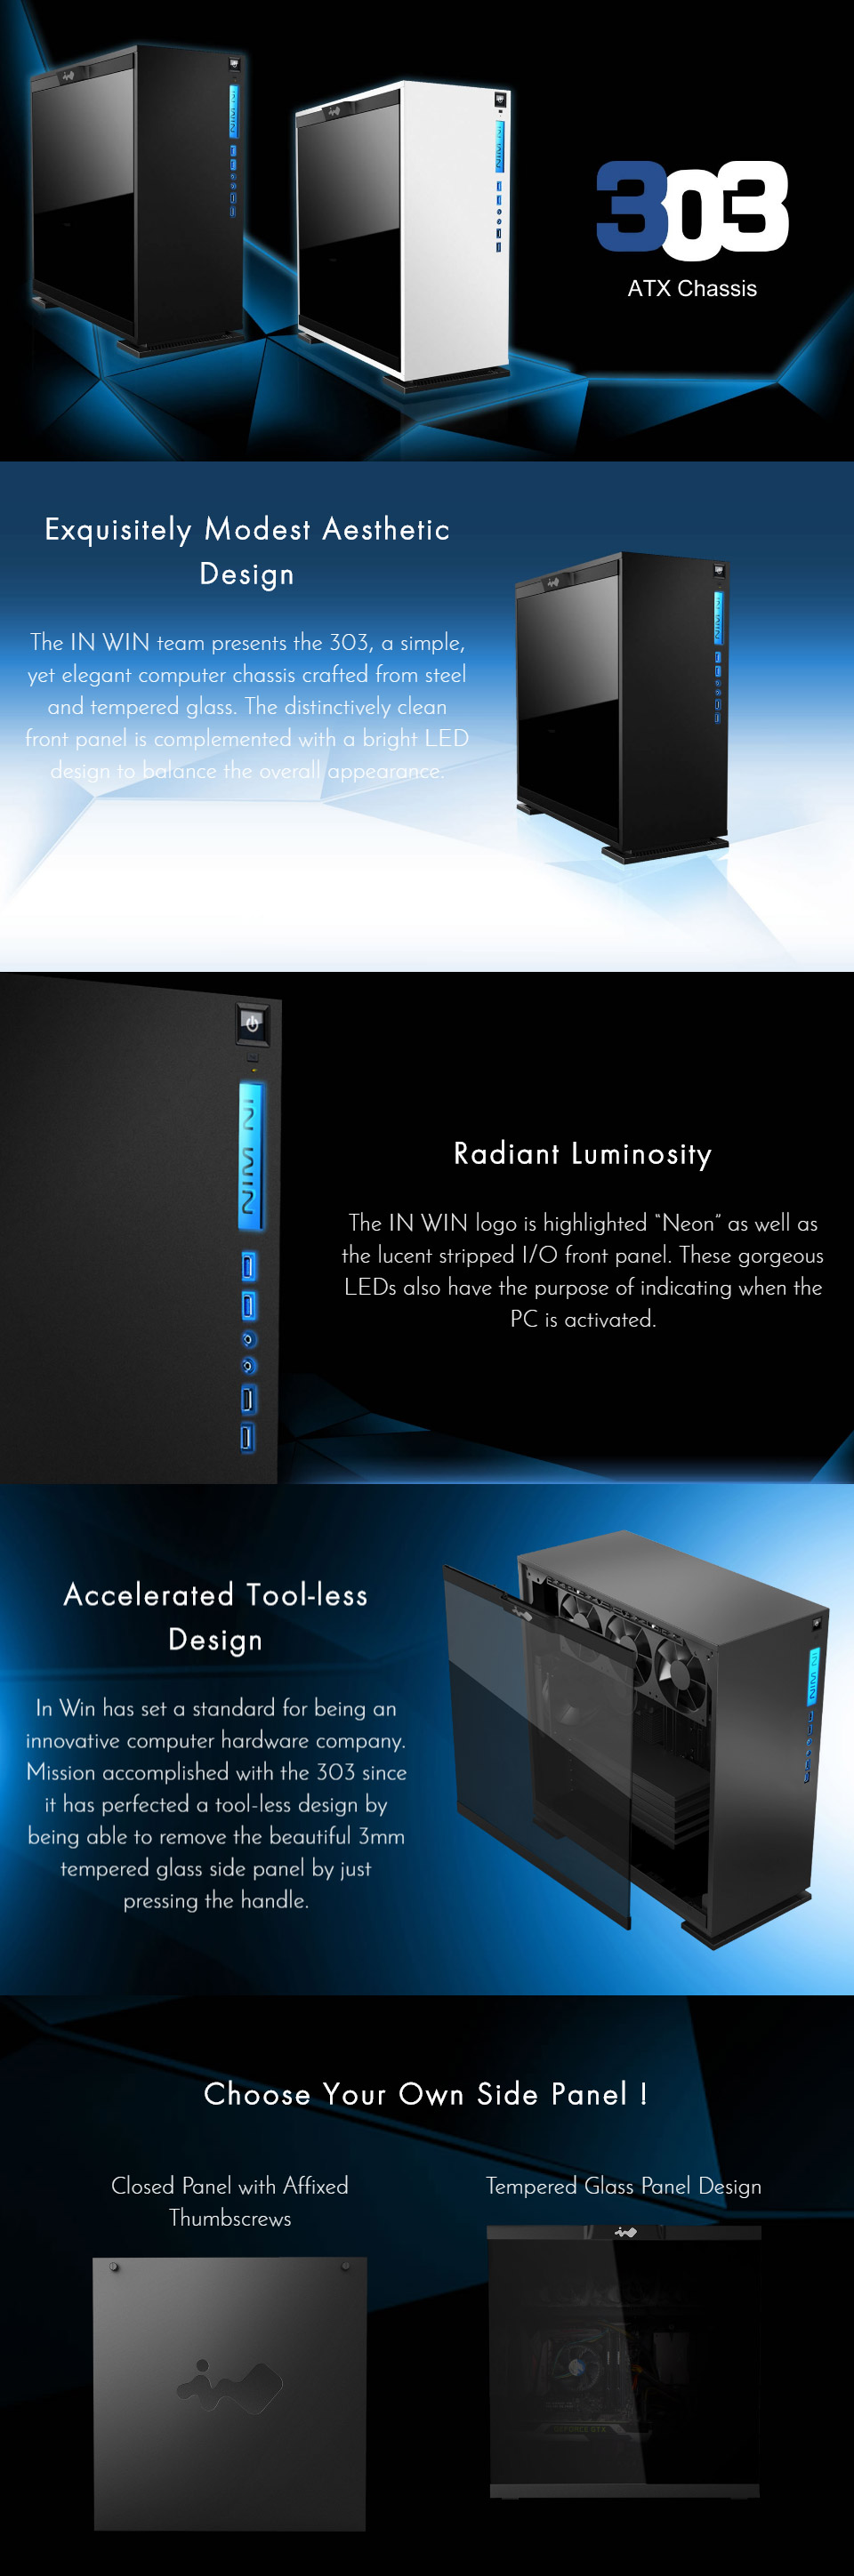 303
ATX Chassis
Exquisitely Modest Aesthetic
Design
The IN WIN team presents the 303, a simple,
yet elegant computer chassis crafted from steel
and tempered glass. The distinctively clean
front panel is complemented with a bright LED
design to balance the overall appearance.
IN WIN
Radiant Luminosity
The IN WIN logo is highlighted “Neon” as well as
the lucent stripped I/O front panel. These gorgeous
LEDs also have the purpose of indicating when the
PC is activated.
Accelerated Tool-less
Design
In Win has set a standard for being an
innovative computer hardware company.
Mission accomplished with the 303 since
it has perfected a tool-less design by
being able to remove the beautiful 3mm
tempered glass side panel by just
pressing the handle.
IN WIN
Choose Your Own Side Panel !
Closed Panel with Affixed
Thumbscrews
Tempered Glass Panel Design
GEFORCE GTX